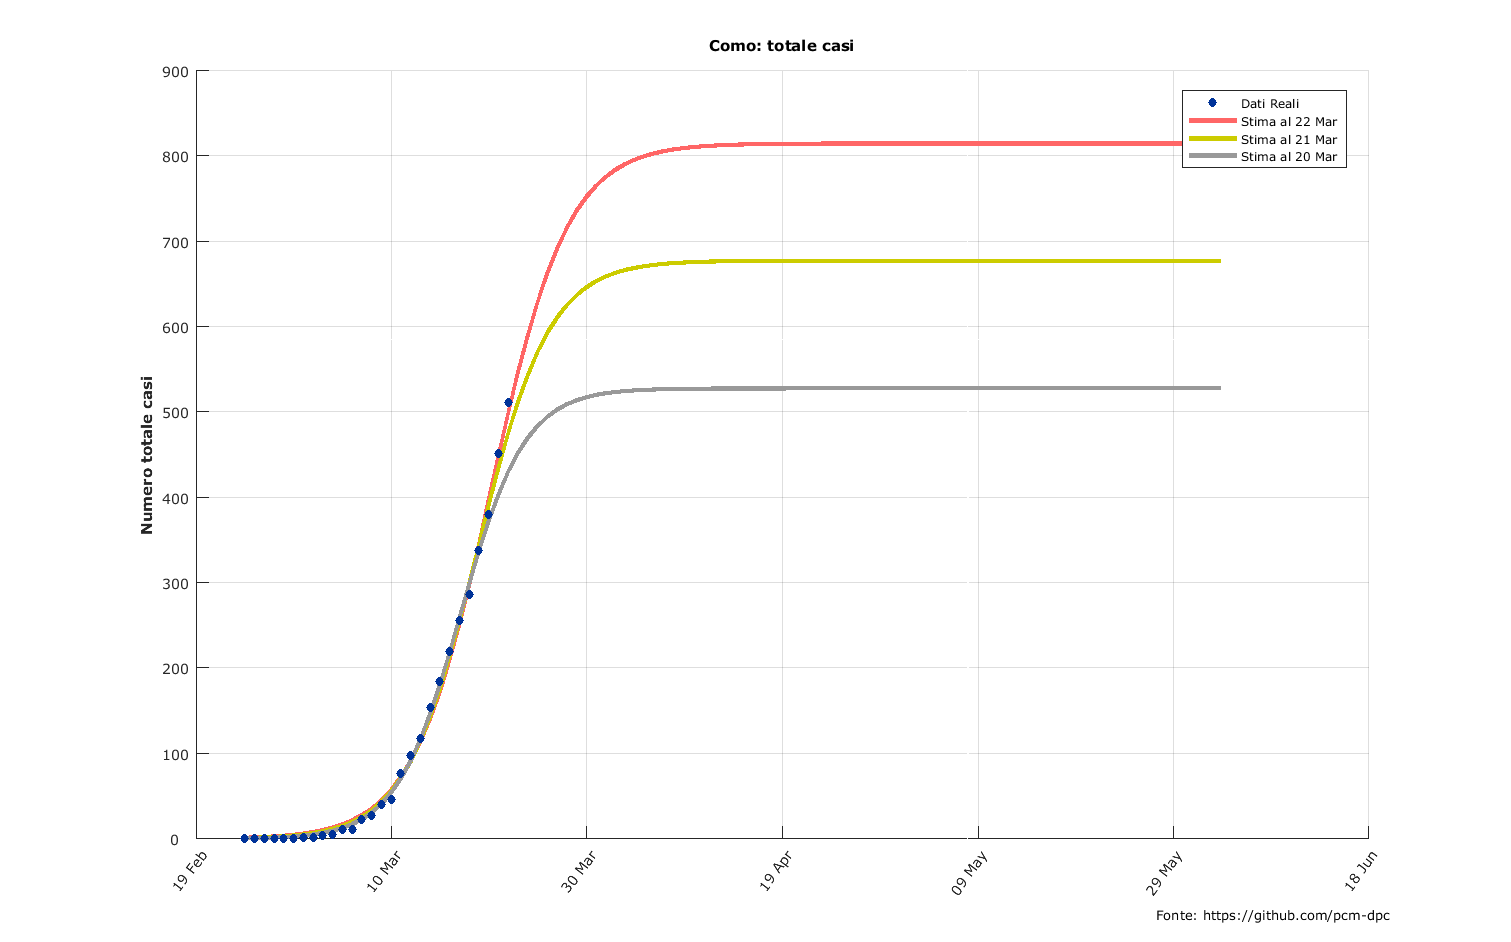 Como: totale casi
900
800
700
600
500
400
300
200
100
0
Numero totale casi
Dati Reali
Stima al 22 Mar
Stima al 21 Mar
Stima al 20 Mar
19 Feb
10 Mar
30 Mar
19 Apr
09 May
29 May
18 Jun
Fonte: https://github.com/pcm-dpc